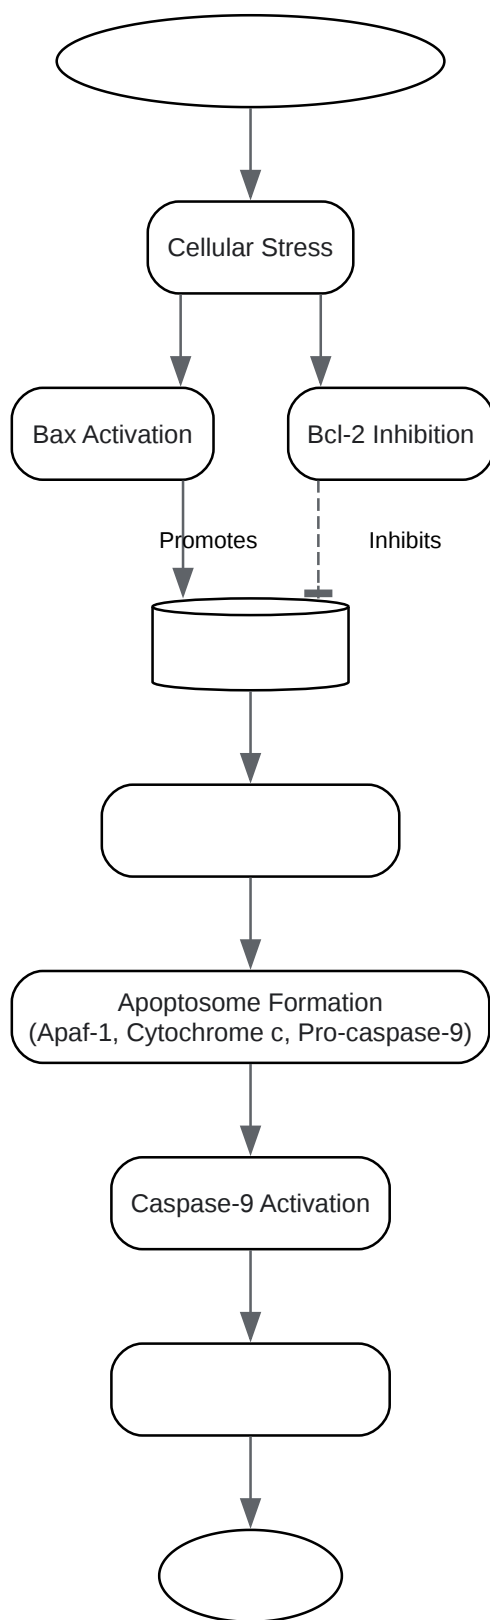 Cellular Stress
Bax Activation
Bcl-2 Inhibition
Promotes
Inhibits
Apoptosome Formation
(Apaf-1, Cytochrome c, Pro-caspase-9)
Caspase-9 Activation